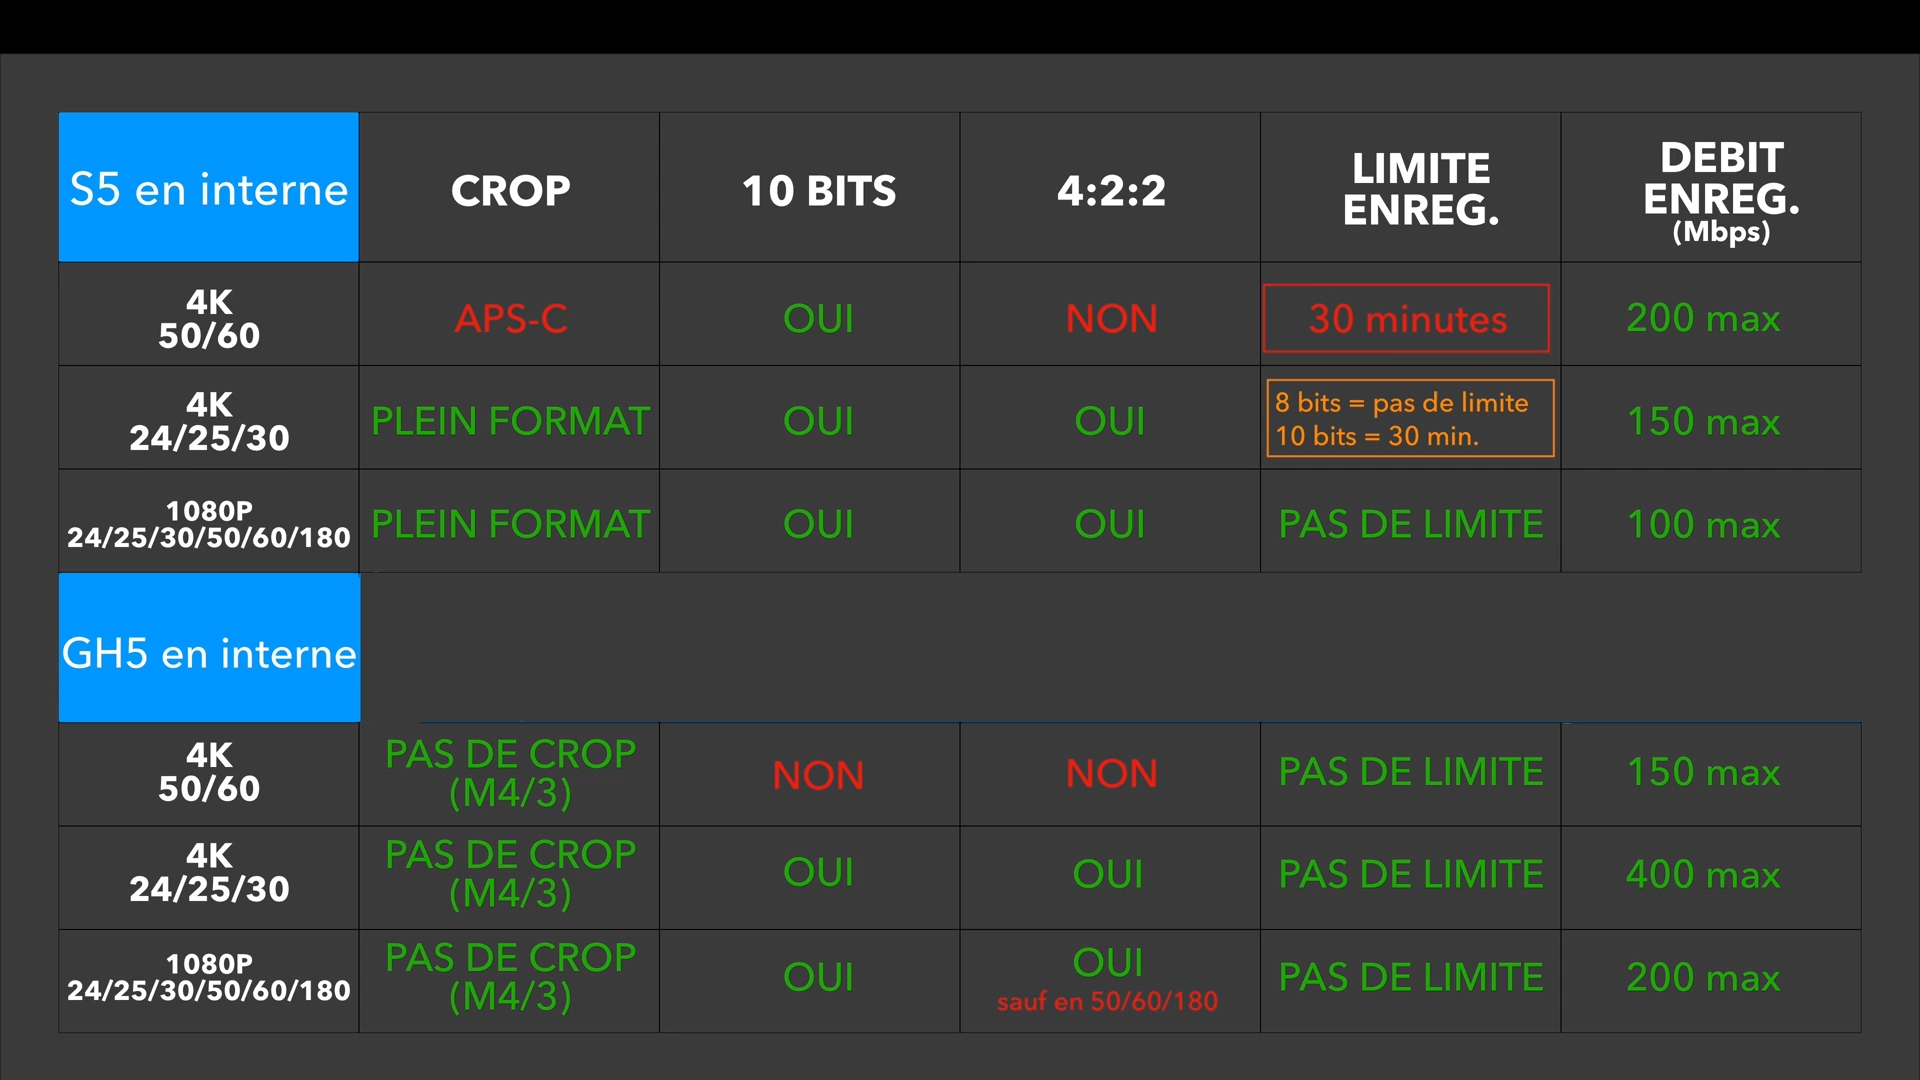 S5 en interne
CROP
10 BITS
4:2:2
LIMITE
ENREG.
DEBIT
ENREG.
(Mbps)
4K
50/60
APS-C
OUI
NON
30 minutes
200 max
4K
24/25/30
PLEIN FORMAT
OUI
OUI
8 bits = pas de limite
10 bits = 30 min.
150 max
1080P
24/25/30/50/60/180
PLEIN FORMAT
OUI
OUI
PAS DE LIMITE
100 max
GH5 en interne
4K
50/60
PAS DE CROP
(M4/3)
NON
NON
PAS DE LIMITE
150 max
4K
24/25/30
PAS DE CROP
(M4/3)
OUI
OUI
PAS DE LIMITE
400 max
1080P
24/25/30/50/60/180
PAS DE CROP
(M4/3)
OUI
OUI
sauf en 50/60/180
PAS DE LIMITE
200 max